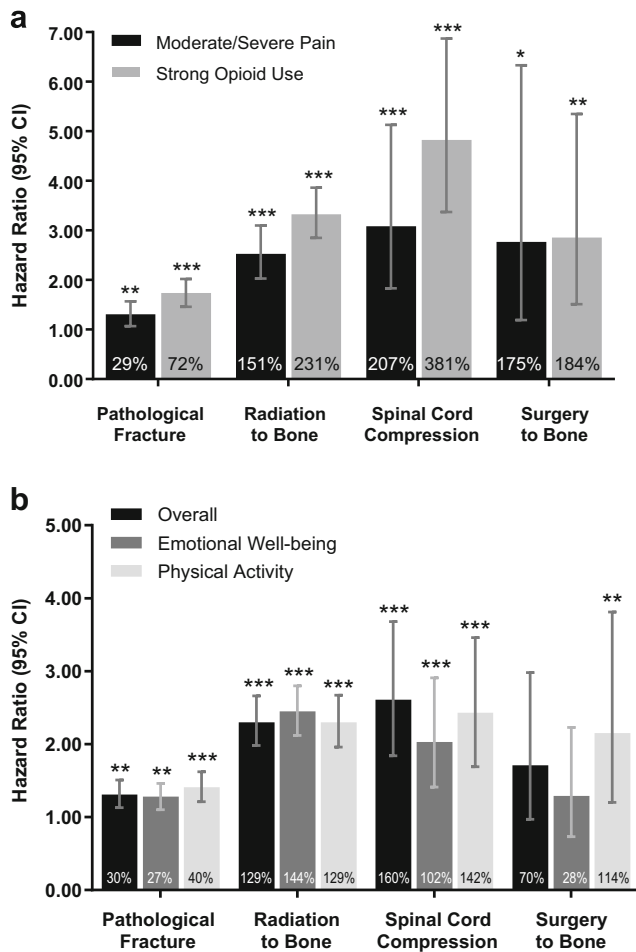 a
7.00
6.00
5.00
4.00
3.00
2.00
1.00
0.00
Hazard Ratio (95% CI)
Moderate/Severe Pain
Strong Opioid Use
** *** *** *** *** *** * **
29% 72% 151% 231% 207% 381% 175% 184%
Pathological Radiation Spinal Cord Surgery
Fracture to Bone Compression to Bone
b
5.00
4.00
3.00
2.00
1.00
0.00
Hazard Ratio (95% CI)
Overall
Emotional Well-being
Physical Activity
** ** *** *** *** *** *** *** *** **
30% 27% 40% 129% 144% 129% 160% 102% 142% 70% 28% 114%
Pathological Radiation Spinal Cord Surgery
Fracture to Bone Compression to Bone